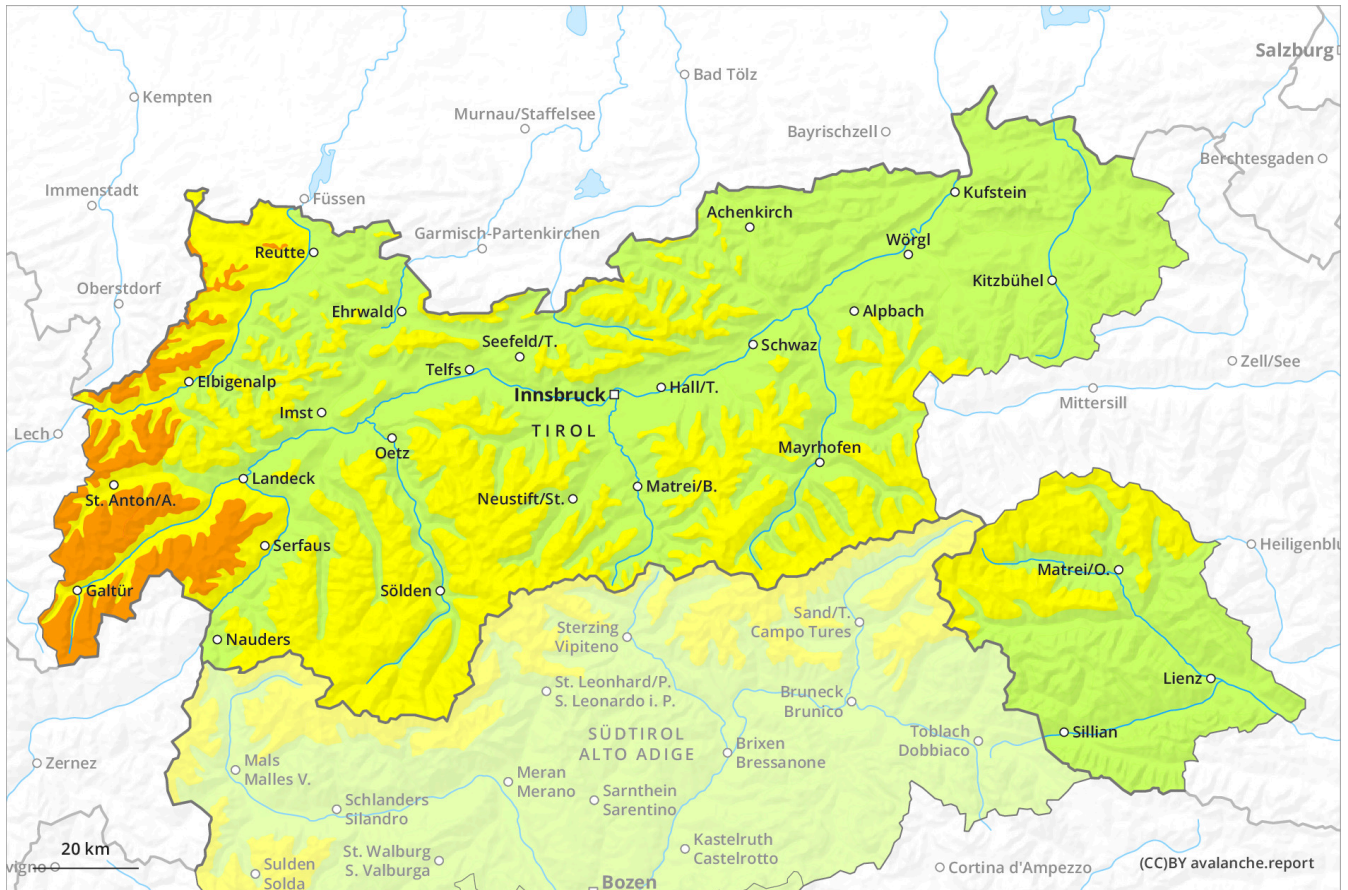 Salzburg
Bad Tölz
Kempten
Murnau/Staffelsee
Bayrischzell
Berchtesgaden
Immenstadt
Füssen
Kufstein
Achenkirch
Garmisch-Partenkirchen
Wörgl
Reutte
Oberstdorf
Kitzbühel
Ehrwald
Alpbach
Seefeld/T.
Schwaz
Telfs
Zell/See
Elbigenalp
Hall/T.
Innsbruck
Mittersill
Imst
TIROL
Lech
Oetz
Mayrhofen
Landeck
Matrei/B.
St. Anton/A.
Neustift/St.
Serfaus
Heiligenblu
Matrei/O.
Galtür
Sölden
Sand/T.
Campo Tures
Sterzing
Vipiteno
Nauders
Lienz
St. Leonhard/P.
S. Leonardo i. P.
Bruneck
Brunico
SÜDTIROL
ALTO ADIGE
Toblach
Dobbiaco
Sillian
Brixen
Bressanone
Zernez
Mals
Malles V.
Meran
Merano
Sarnthein
Sarentino
Schlanders
Silandro
Kastelruth
Castelrotto
20 km
St. Walburg
S. Valburga
vigno
Sulden
Solda
Cortina d'Ampezzo
(CC)BY avalanche.report
Bozen